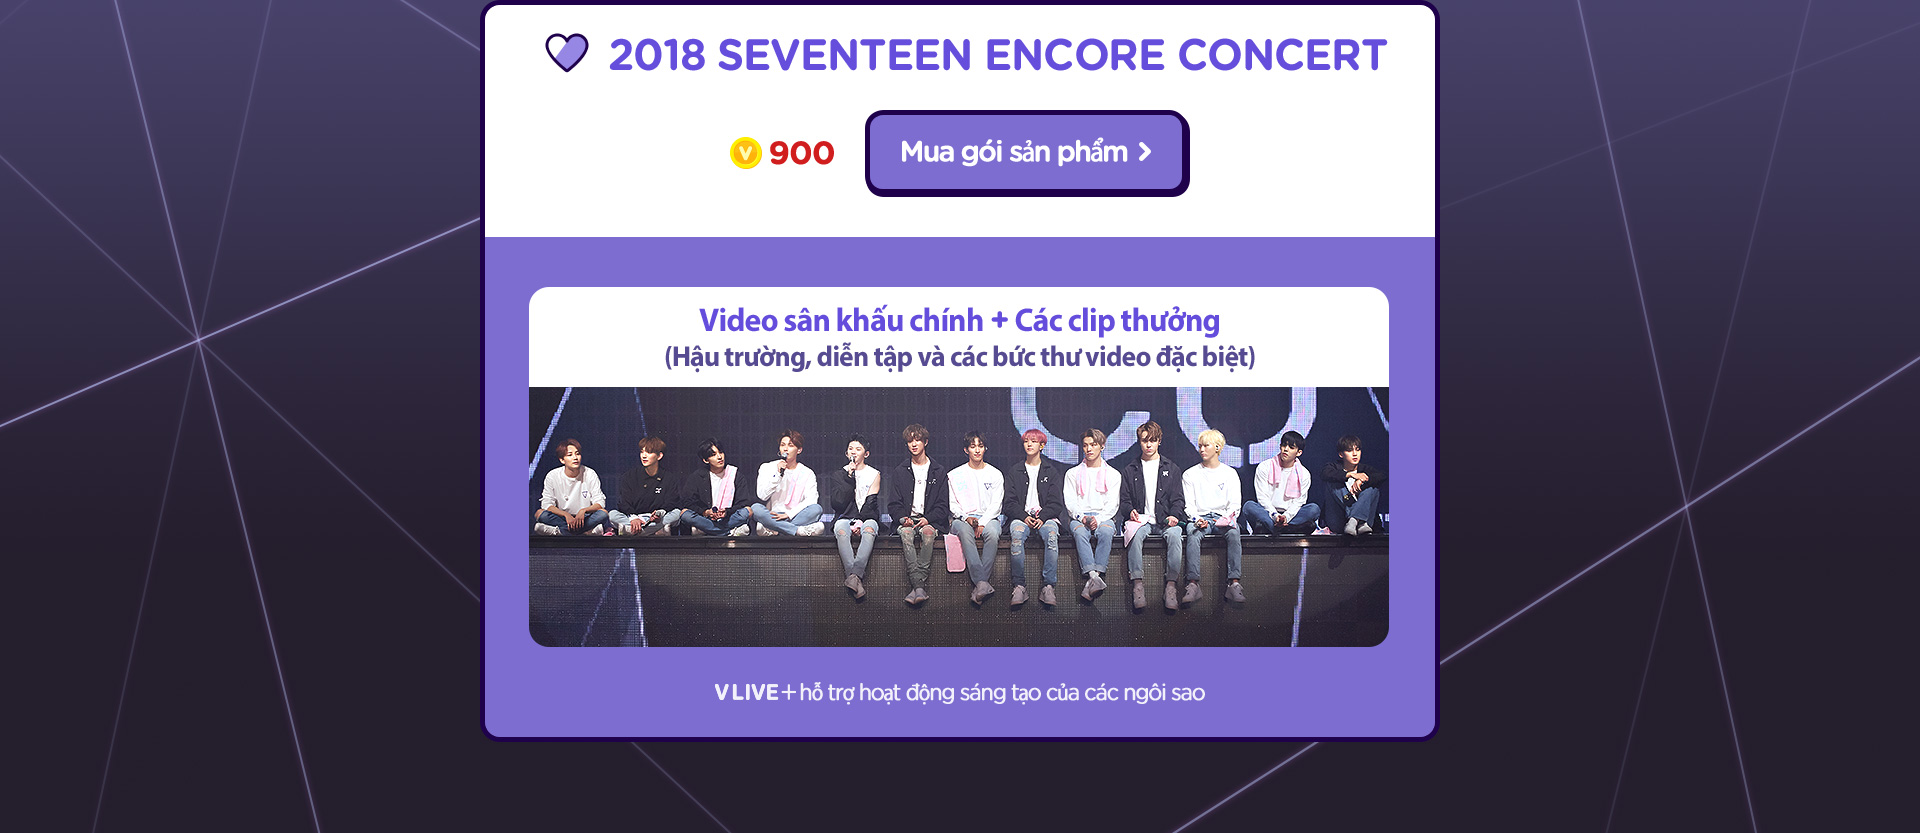 2018 SEVENTEEN ENCORE CONCERT
V 900
Mua gói sản phẩm >
Video sân khấu chính + Các clip thưởng
(Hậu trường, diễn tập và các bức thư video đặc biệt)
V LIVE+ hỗ trợ hoạt động sáng tạo của các ngôi sao